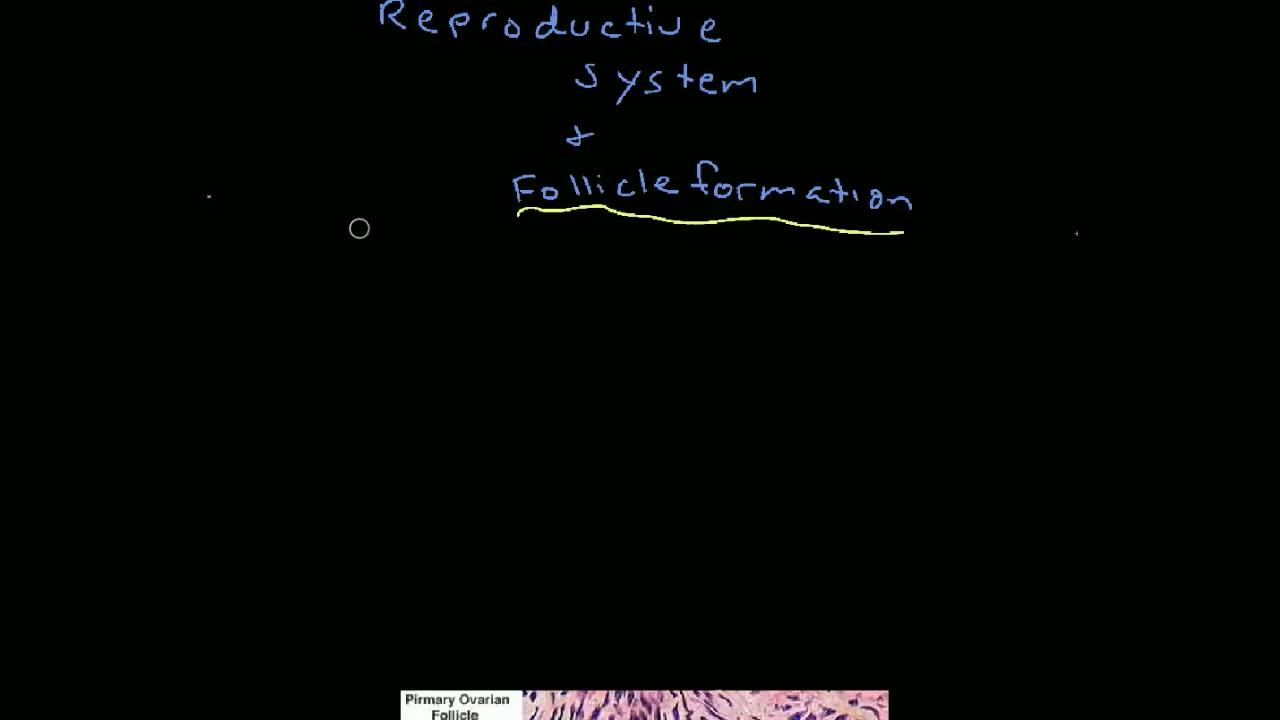 Reproductive
system
&
Follicle formation
Pirmary Ovarian
Follicle